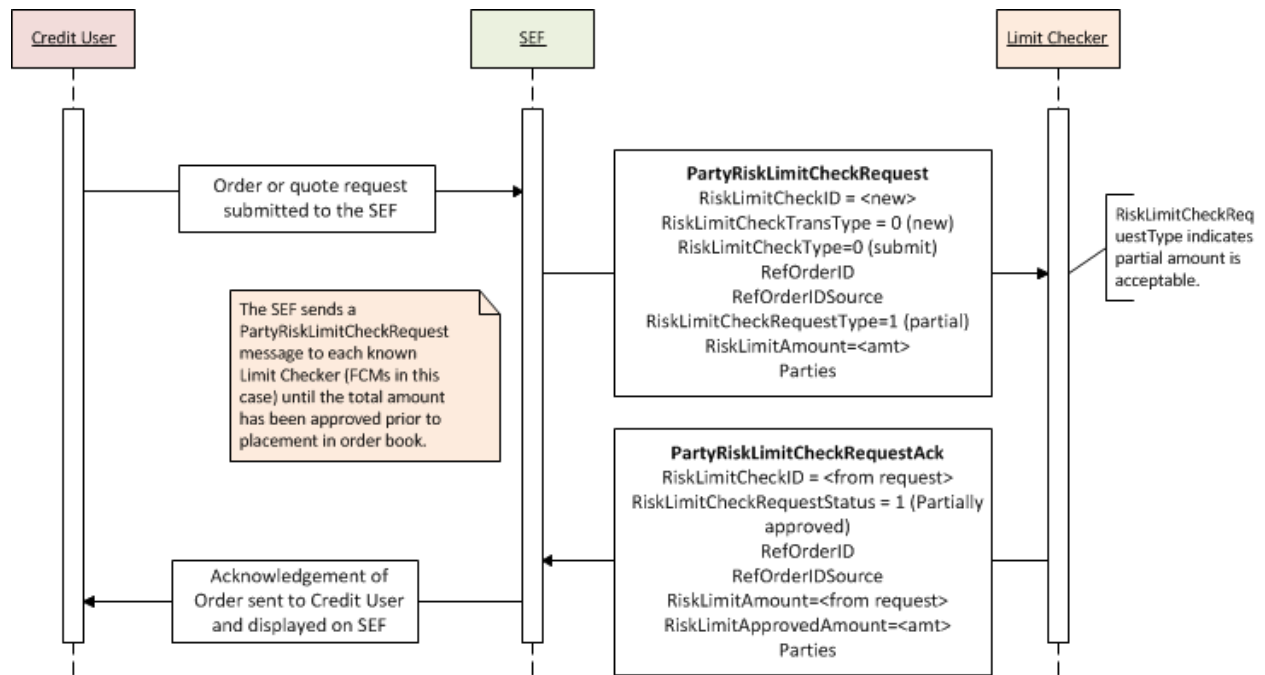 Credit User
SEF
Limit Checker
Order or quote request
submitted to the SEF
PartyRiskLimitCheckRequest
RiskLimitCheckID = <new>
RiskLimitCheckTransType = 0 (new)
RiskLimitCheckType=0 (submit)
RefOrderID
RefOrderIDSource
RiskLimitCheckRequestType=1 (partial)
RiskLimitAmount=<amt>
Parties
RiskLimitCheckReq
uestType indicates
partial amount is
acceptable.
The SEF sends a
PartyRiskLimitCheckRequest
message to each known
Limit Checker (FCMs in this
case) until the total amount
has been approved prior to
placement in order book.
PartyRiskLimitCheckRequestAck
RiskLimitCheckID = <from request>
RiskLimitCheckRequestStatus = 1 (Partially
approved)
RefOrderID
RefOrderIDSource
RiskLimitAmount=<from request>
RiskLimitApprovedAmount=<amt>
Parties
Acknowledgement of
Order sent to Credit User
and displayed on SEF